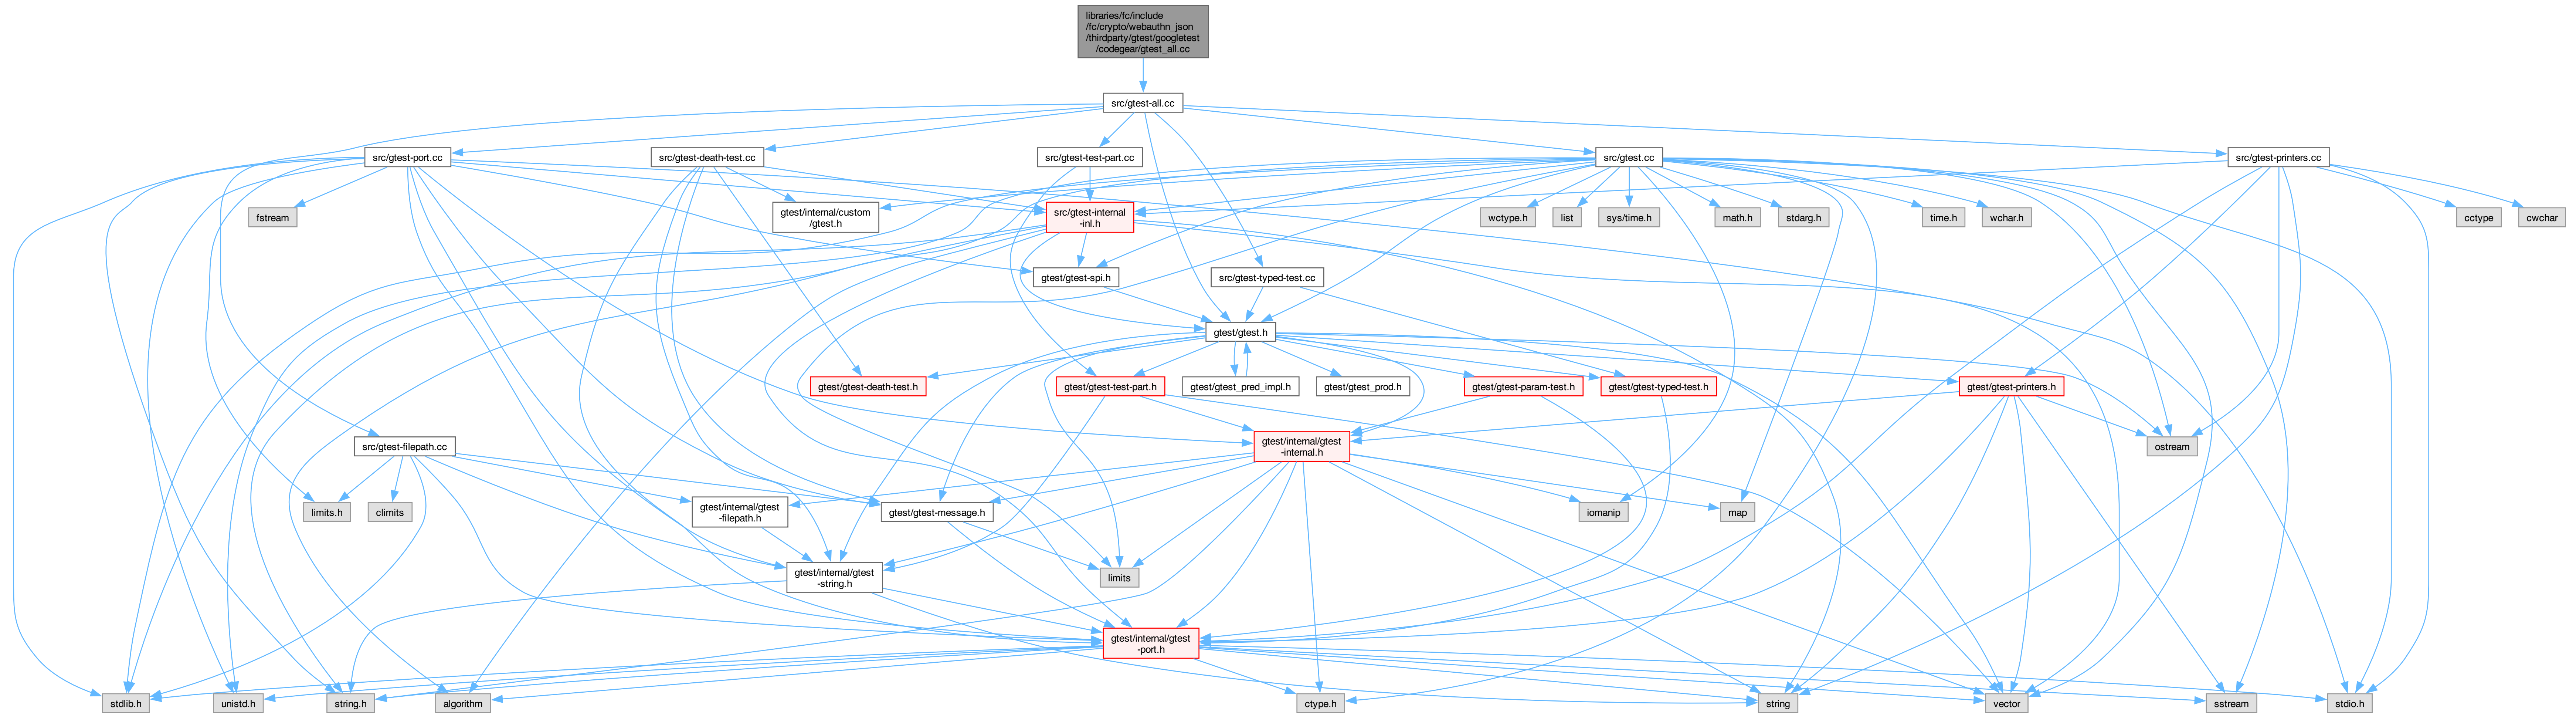 libraries/fc/include
/fc/crypto/webauthn_json
/thirdparty/gtest/googletest
/codegear/gtest_all.cc
src/gtest-all.cc
src/gtest-port.cc
src/gtest-death-test.cc
src/gtest-test-part.cc
src/gtest.cc
src/gtest-printers.cc
fstream
gtest/internal/custom
/gtest.h
src/gtest-internal
-inl.h
wctype.h
list
sys/time.h
math.h
stdarg.h
time.h
wchar.h
cctype
cwchar
gtest/gtest-spi.h
src/gtest-typed-test.cc
gtest/gtest.h
gtest/gtest-death-test.h
gtest/gtest-test-part.h
gtest/gtest_pred_impl.h
gtest/gtest_prod.h
gtest/gtest-param-test.h
gtest/gtest-typed-test.h
gtest/gtest-printers.h
src/gtest-filepath.cc
gtest/internal/gtest
-internal.h
ostream
limits.h
climits
gtest/internal/gtest
-filepath.h
gtest/gtest-message.h
iomanip
map
gtest/internal/gtest
-string.h
limits
gtest/internal/gtest
-port.h
stdlib.h
unistd.h
string.h
algorithm
ctype.h
string
vector
sstream
stdio.h